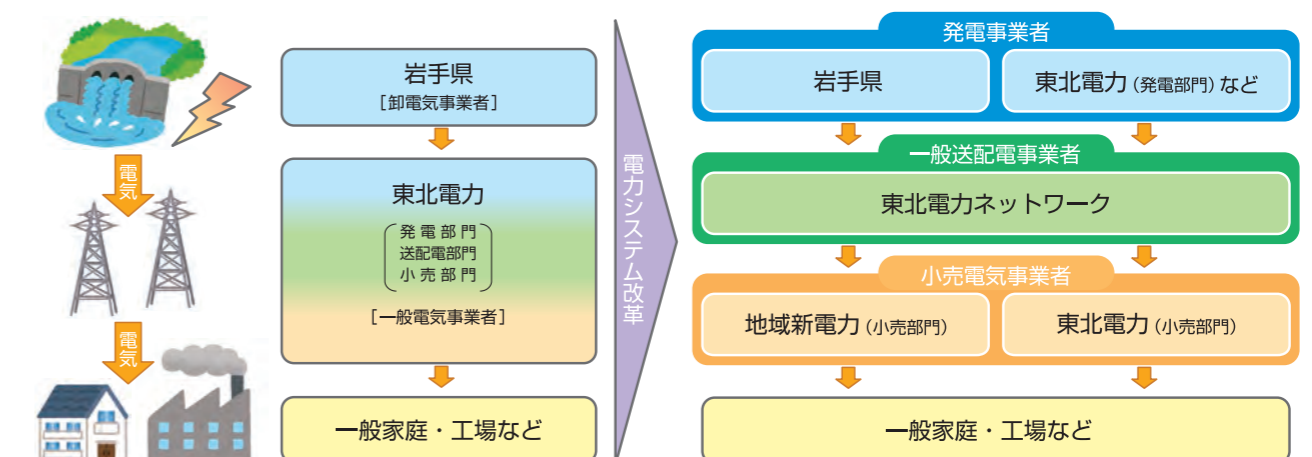 電気
電気
岩手県
[卸電気事業者]
東北電力
発電部門
送配電部門
小売部門
[一般電気事業者]
一般家庭・工場など
電力システム改革
発電事業者
岩手県
東北電力(発電部門)など
一般送配電事業者
東北電力ネットワーク
小売電気事業者
地域新電力(小売部門)
東北電力(小売部門)
一般家庭・工場など